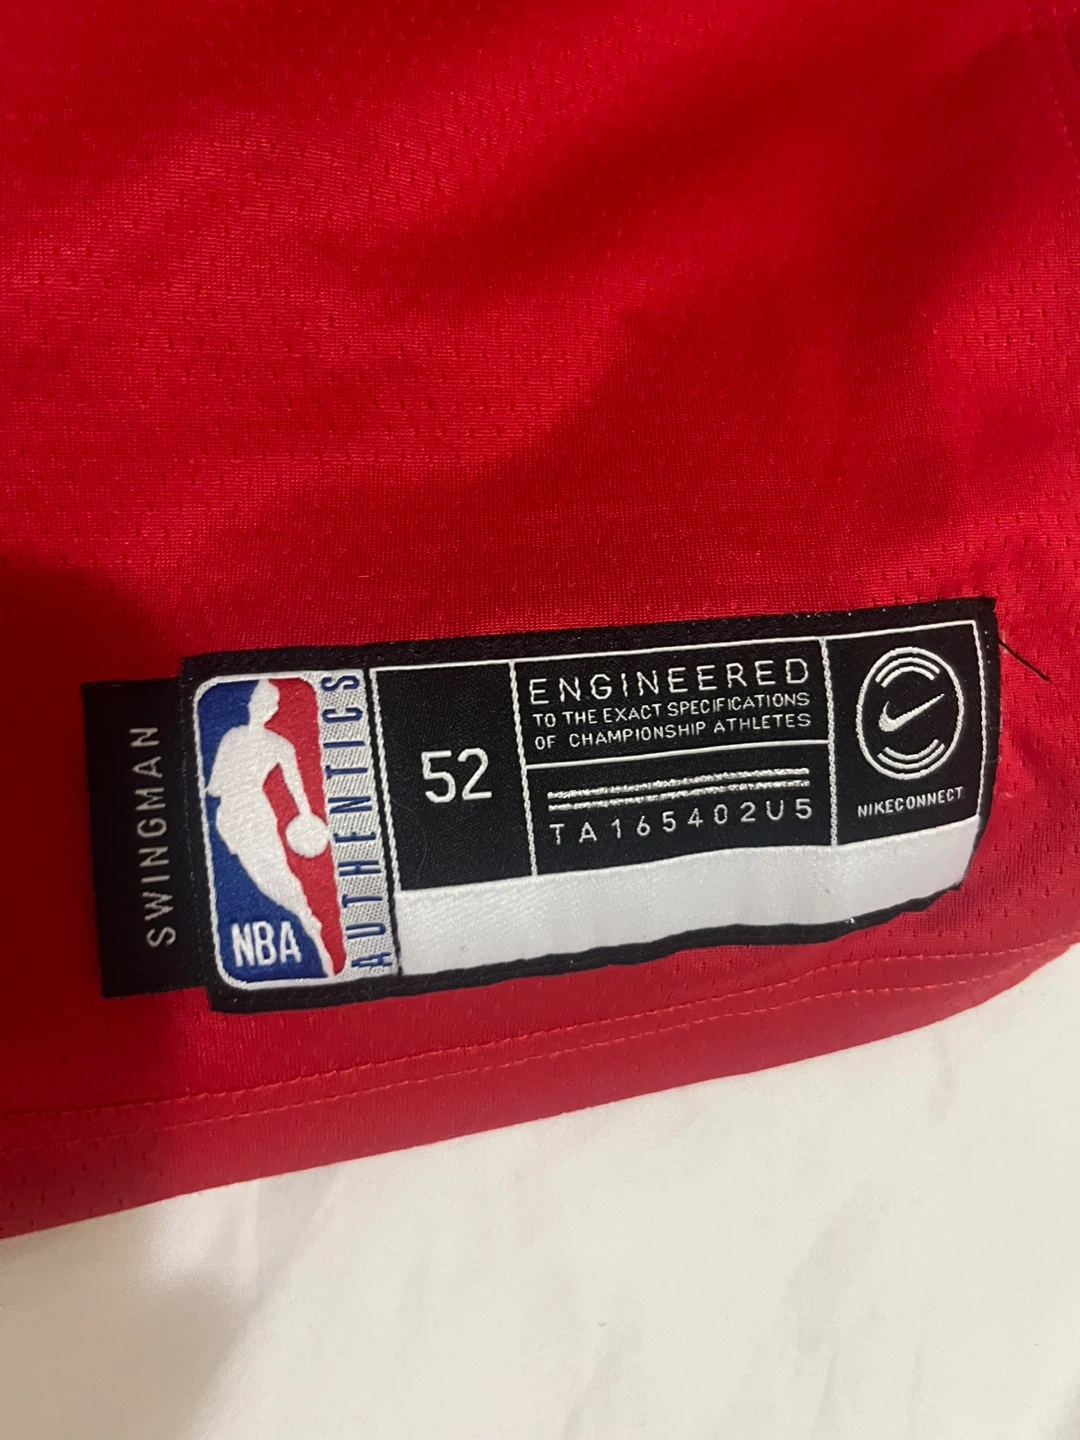 SWINGMAN
NBA
AUTHENTICS
52
ENGINEERED
TO THE EXACT SPECIFICATIONS
OF CHAMPIONSHIP ATHLETES
TA165402U5
NIKECONNECT